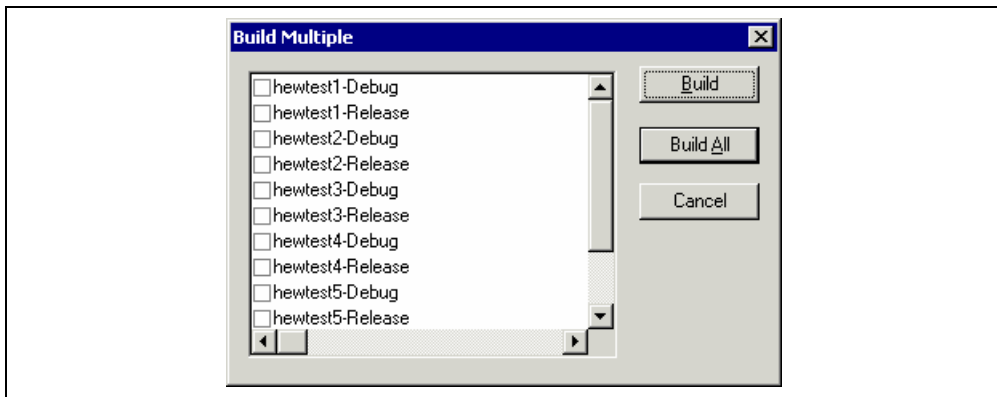 Build Multiple
hewtest1-Debug
hewtest1-Release
hewtest2-Debug
hewtest2-Release
hewtest3-Debug
hewtest3-Release
hewtest4-Debug
hewtest4-Release
hewtest5-Debug
hewtest5-Release
Build
Build All
Cancel